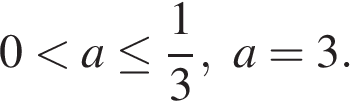 0 < a ≤ 1/3, a = 3.